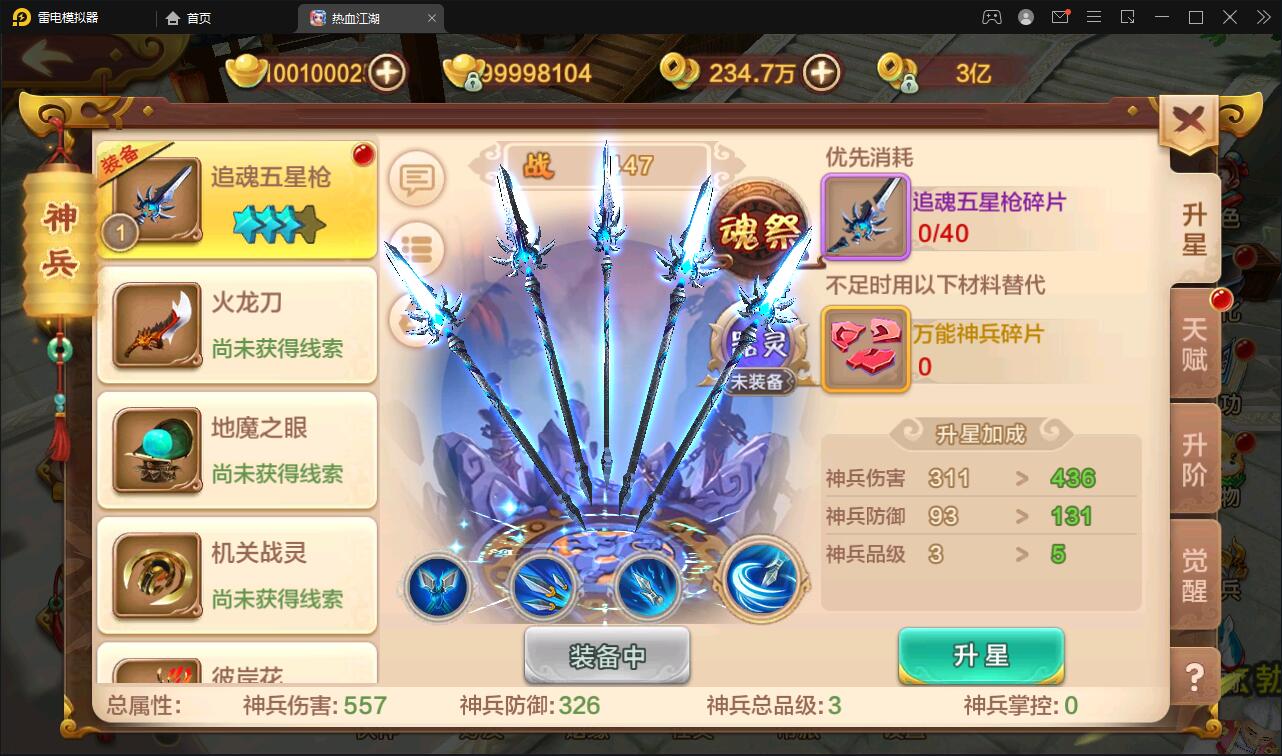 雷电模拟器
首页
热血江湖
99998104
234.7万
3亿
神兵
装备
追魂五星枪
1
火龙刀
尚未获得线索
地魔之眼
尚未获得线索
机关战灵
尚未获得线索
彼岸花
战
47
魂祭
器灵
未装备
优先消耗
追魂五星枪碎片
0/40
不足时用以下材料替代
万能神兵碎片
0
升星加成
神兵伤害 311 > 436
神兵防御 93 > 131
神兵品级 3 > 5
装备中
升星
总属性:
神兵伤害:557
神兵防御:326
神兵总品级:3
神兵掌控:0
升星
天赋
升阶
觉醒
?